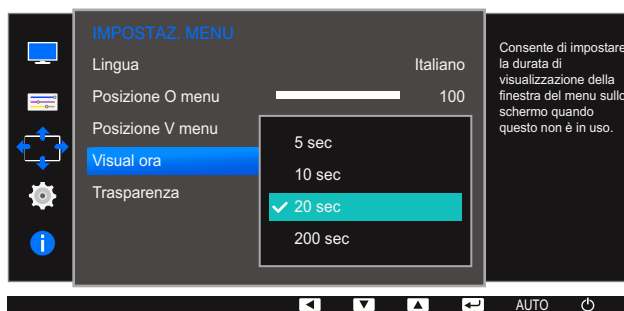 IMPOSTAZ. MENU
Lingua Italiano
Posizione O menu 100
Posizione V menu
Visual ora
Trasparenza
5 sec
10 sec
20 sec
200 sec
Consente di impostare
la durata di
visualizzazione della
finestra del menu sullo
schermo quando
questo non è in uso.
AUTO